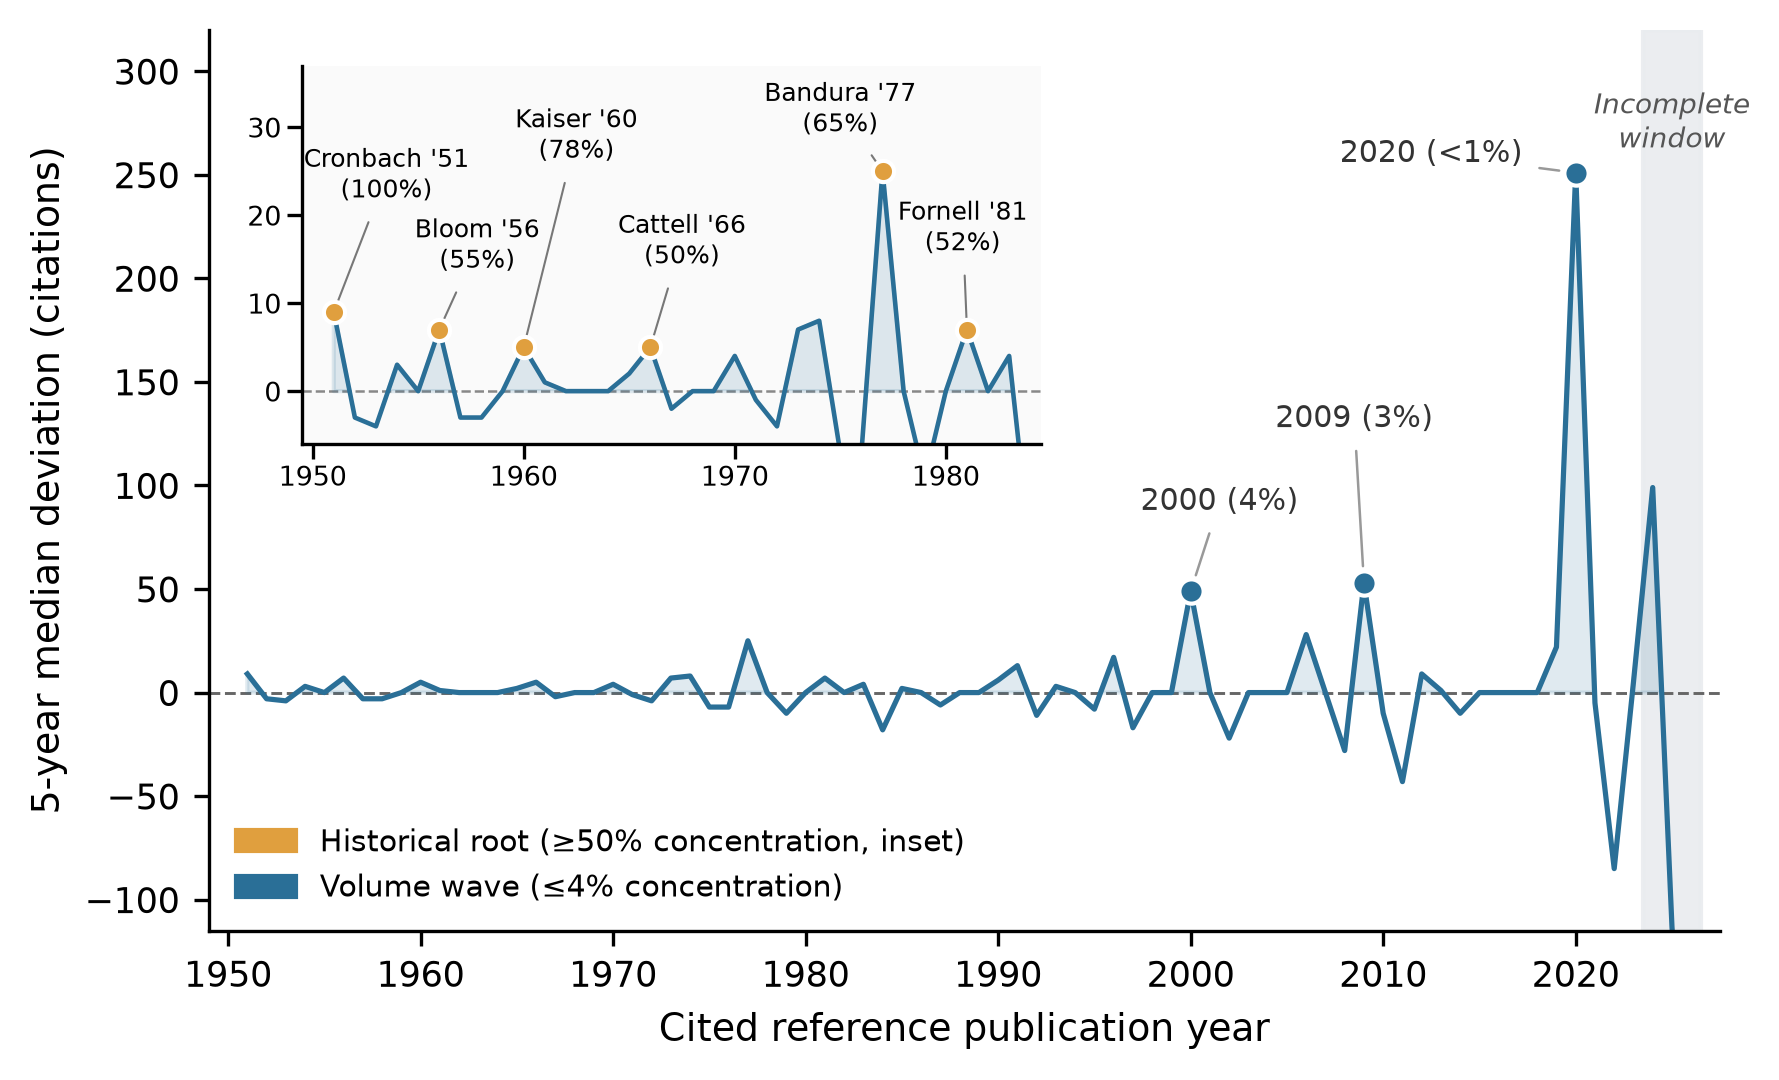 5-year median deviation (citations)
300
250
200
150
100
50
0
−50
−100
30
20
10
0
Cronbach '51
(100%)
Bloom '56
(55%)
Kaiser '60
(78%)
Cattell '66
(50%)
Bandura '77
(65%)
Fornell '81
(52%)
1950
1960
1970
1980
2000 (4%)
2009 (3%)
2020 (<1%)
Incomplete
window
Historical root (≥50% concentration, inset)
Volume wave (≤4% concentration)
1950
1960
1970
1980
1990
2000
2010
2020
Cited reference publication year